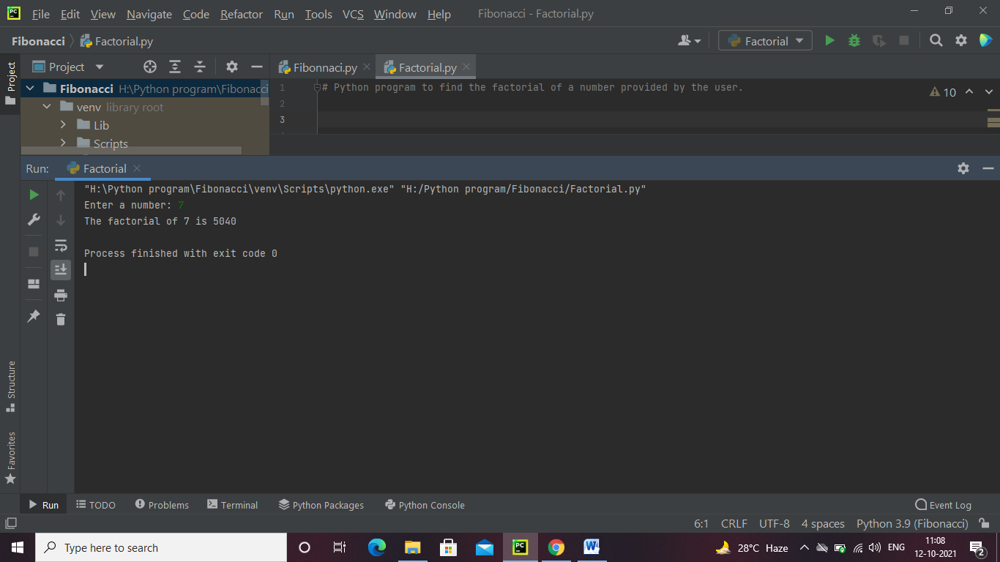 PC File Edit View Navigate Code Refactor Run Tools VCS Window Help Fibonacci - Factorial.py
Fibonacci Factorial.py Factorial
Project
Project Fibonnaci.py Factorial.py
Fibonacci H:\Python program\Fibonacci
venv library root
Lib
Scripts
1 # Python program to find the factorial of a number provided by the user. 10
2
3
Run: Factorial
"H:\Python program\Fibonacci\venv\Scripts\python.exe" "H:/Python program/Fibonacci/Factorial.py"
Enter a number: 7
The factorial of 7 is 5040
Process finished with exit code 0
Structure
Favorites
Run TODO Problems Terminal Python Packages Python Console Event Log
6:1 CRLF UTF-8 4 spaces Python 3.9 (Fibonacci)
Type here to search PC W 28°C Haze ENG 11:08
12-10-2021 2